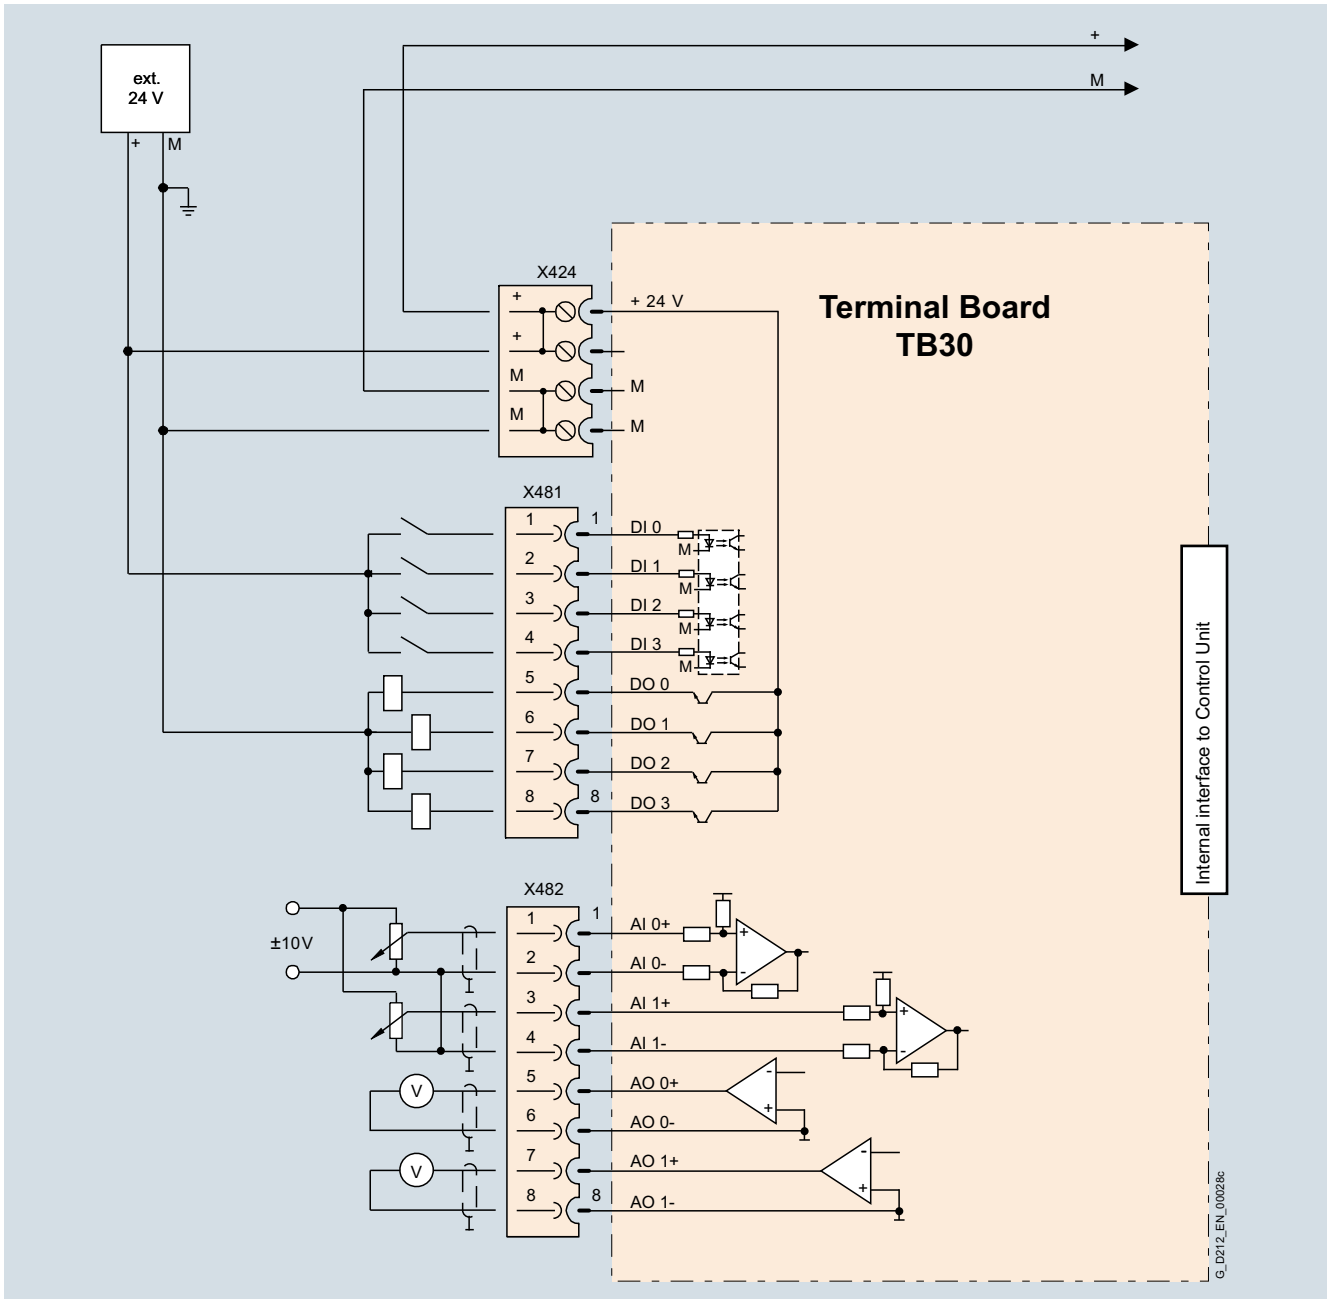 +
M
ext.
24 V
+
M
X424
+
+ 24 V
+
M
M
M
M
Terminal Board
TB30
X481
1
1
DI 0
M
2
DI 1
M
3
DI 2
M
4
DI 3
M
5
DO 0
6
DO 1
7
DO 2
8
8
DO 3
Internal interface to Control Unit
X482
±10V
1
1
AI 0+
+
2
AI 0-
-
3
AI 1+
+
4
AI 1-
-
V
5
AO 0+
-
+
6
AO 0-
V
7
AO 1+
-
+
8
8
AO 1-
G_D212_EN_00028c